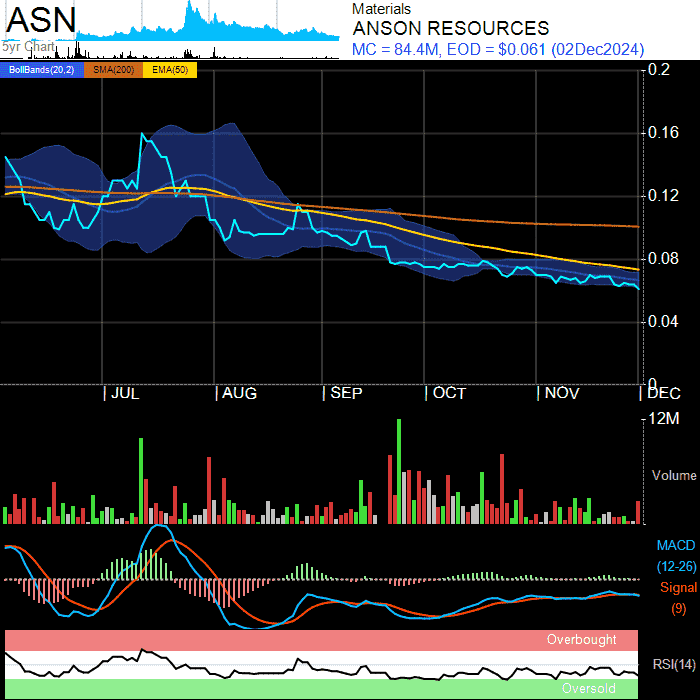 ASN
5yr Chart
Materials
ANSON RESOURCES
MC = 84.4M, EOD = $0.061 (02Dec2024)
BollBands(20,2) SMA(200) EMA(50)
0.2
0.16
0.12
0.08
0.04
0
JUL AUG SEP OCT NOV DEC
12M
Volume
MACD
(12-26)
Signal
(9)
Overbought
RSI(14)
Oversold